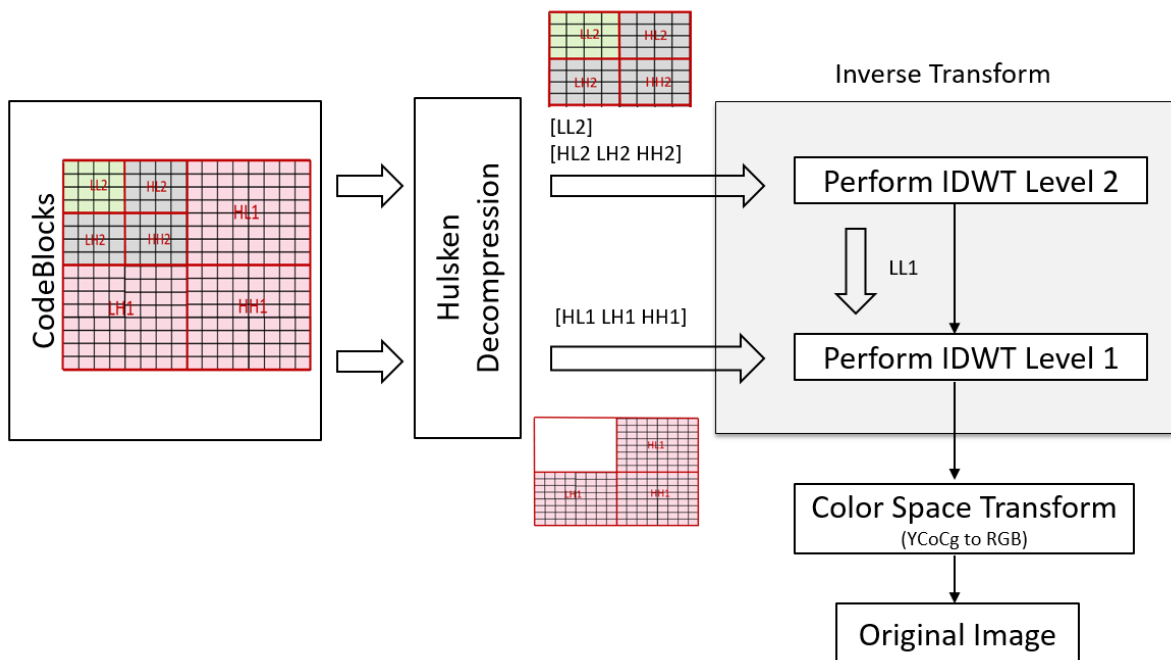 CodeBlocks
LL2
HL2
HL1
LH2
HH2
LH1
HH1
Hulsken
Decompression
LL2
HL2
LH2
HH2
[LL2]
[HL2 LH2 HH2]
[HL1 LH1 HH1]
HL1
LH1
HH1
Inverse Transform
Perform IDWT Level 2
LL1
Perform IDWT Level 1
Color Space Transform
(YCoCg to RGB)
Original Image